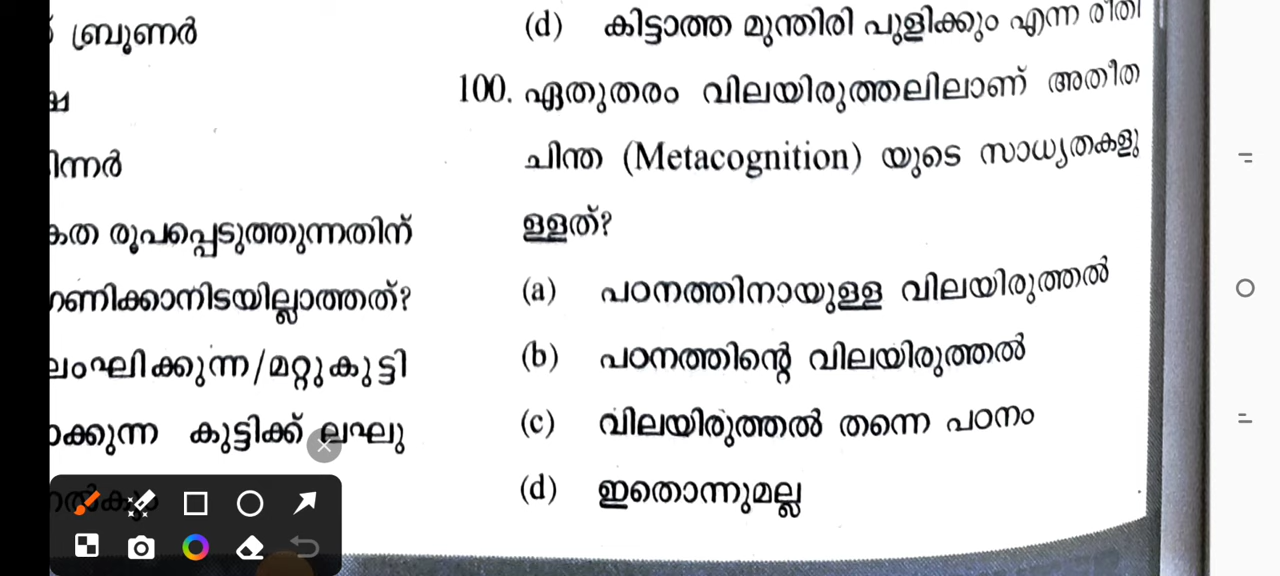 ബ്രൂണർ
ിന്നർ
കത രൂപപ്പെടുത്തുന്നതിന്
ഗണിക്കാനിടയില്ലാത്തത്?
ലംഘിക്കുന്ന/മറ്റുകുട്ടി
ാക്കുന്ന കുട്ടിക്ക് ലഘു
(d) കിട്ടാത്ത മുന്തിരി പുളിക്കും എന്ന രീതി
100. ഏതുതരം വിലയിരുത്തലിലാണ് അതീത
ചിന്ത (Metacognition) യുടെ സാധ്യതകളു
ള്ളത്?
(a) പഠനത്തിനായുള്ള വിലയിരുത്തൽ
(b) പഠനത്തിന്റെ വിലയിരുത്തൽ
(c) വിലയിരുത്തൽ തന്നെ പഠനം
(d) ഇതൊന്നുമല്ല